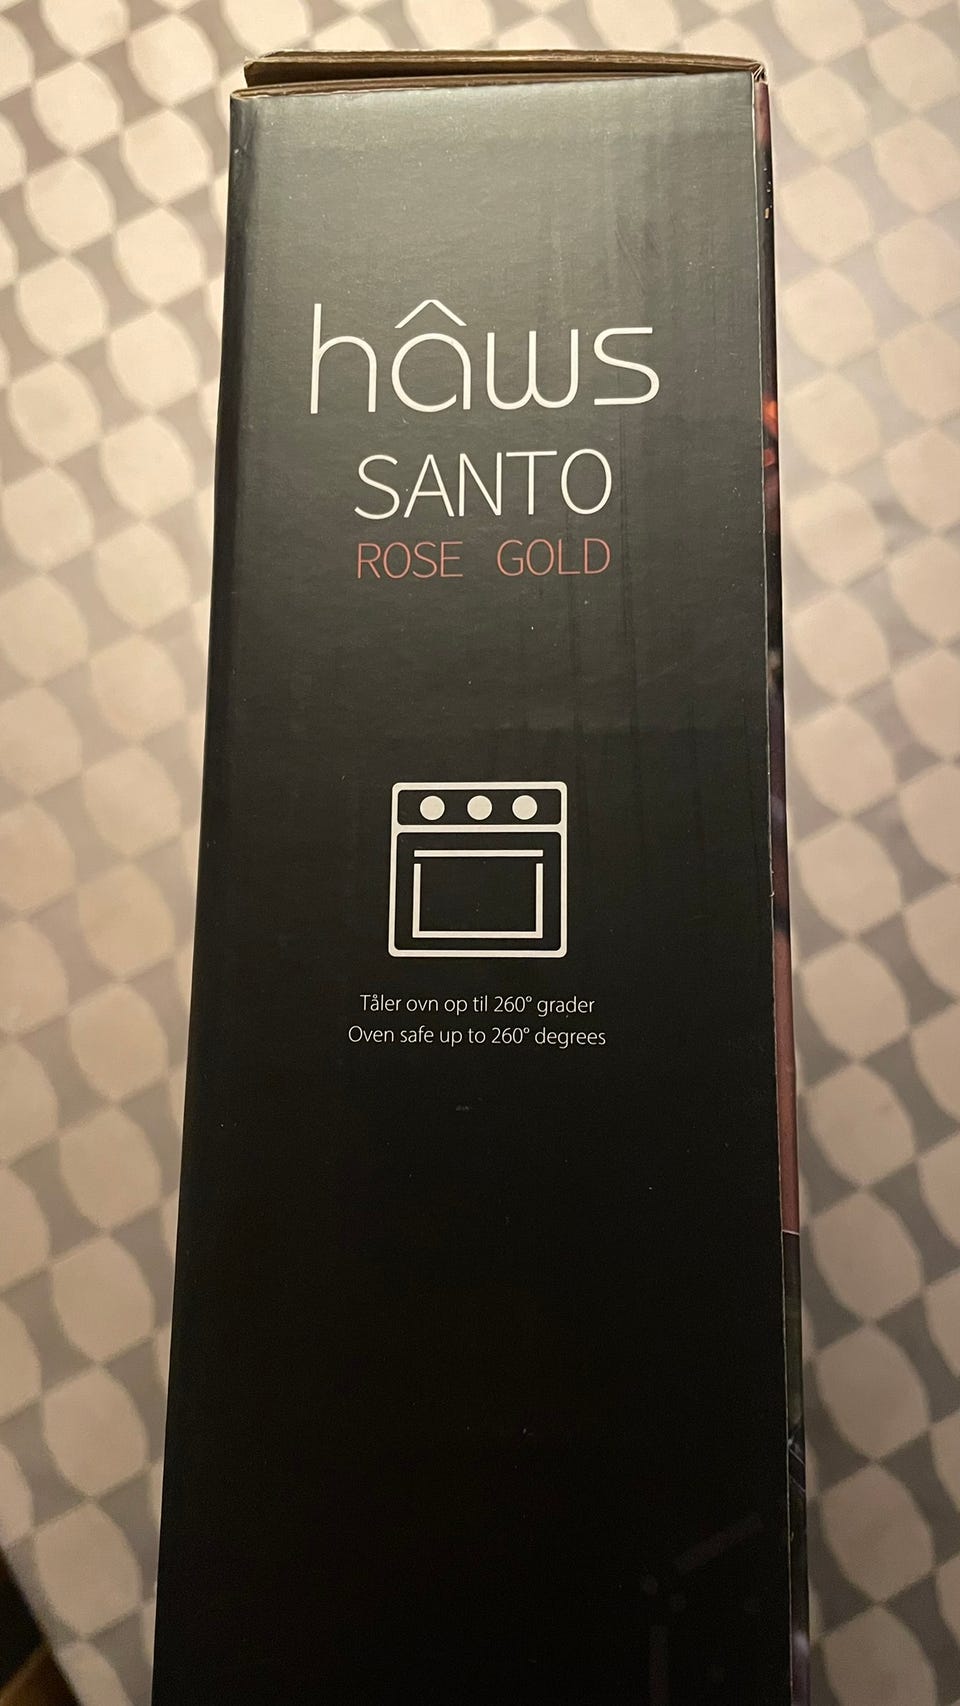 hâws
SANTO
ROSE GOLD
Tåler ovn op til 260° grader
Oven safe up to 260° degrees